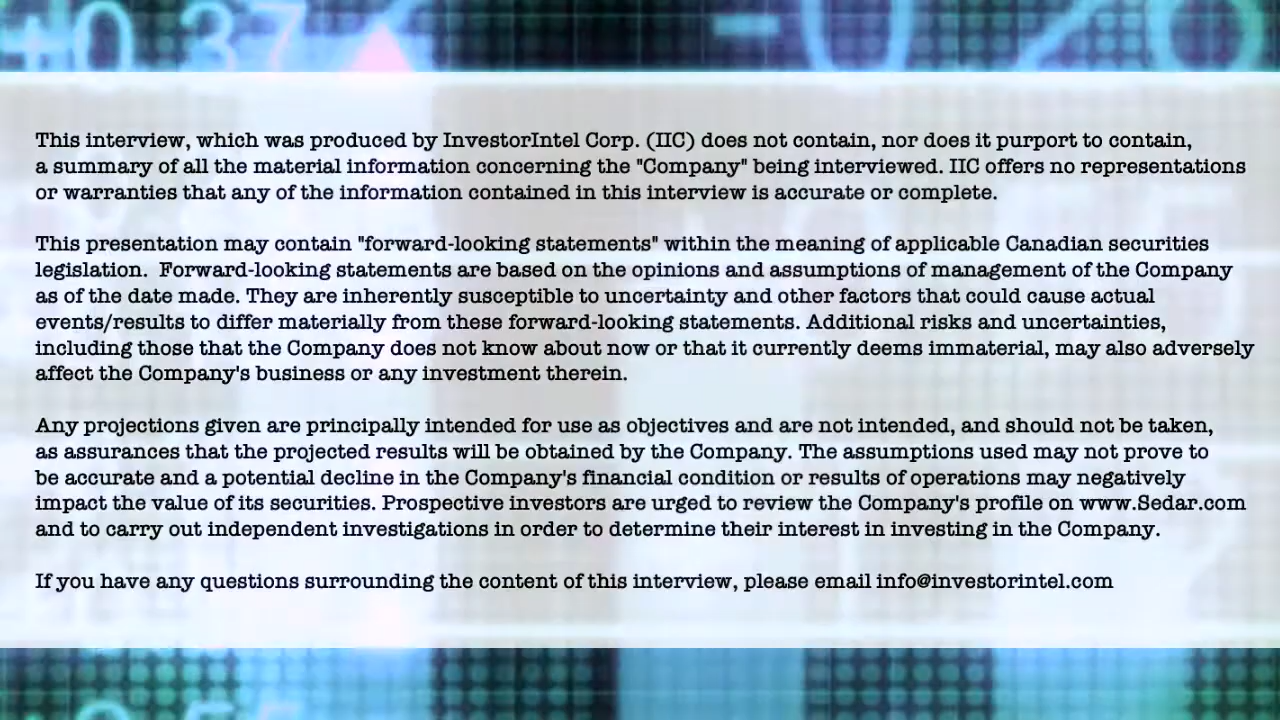 +0.37
-0
This interview, which was produced by InvestorIntel Corp. (IIC) does not contain, nor does it purport to contain,
a summary of all the material information concerning the "Company" being interviewed. IIC offers no representations
or warranties that any of the information contained in this interview is accurate or complete.
This presentation may contain "forward-looking statements" within the meaning of applicable Canadian securities
legislation.  Forward-looking statements are based on the opinions and assumptions of management of the Company
as of the date made. They are inherently susceptible to uncertainty and other factors that could cause actual
events/results to differ materially from these forward-looking statements. Additional risks and uncertainties,
including those that the Company does not know about now or that it currently deems immaterial, may also adversely
affect the Company's business or any investment therein.
Any projections given are principally intended for use as objectives and are not intended, and should not be taken,
as assurances that the projected results will be obtained by the Company. The assumptions used may not prove to
be accurate and a potential decline in the Company's financial condition or results of operations may negatively
impact the value of its securities. Prospective investors are urged to review the Company's profile on www.Sedar.com
and to carry out independent investigations in order to determine their interest in investing in the Company.
If you have any questions surrounding the content of this interview, please email info@investorintel.com